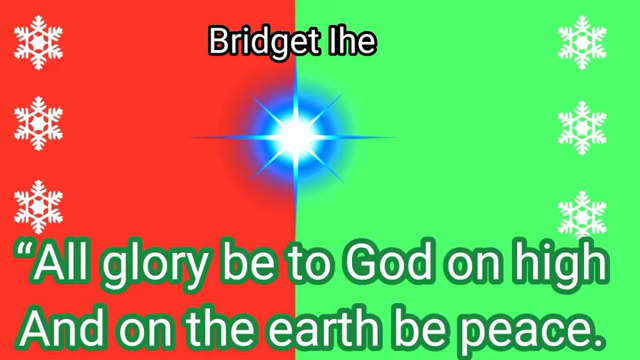 Bridget Ihe
“All glory be to God on high
And on the earth be peace.